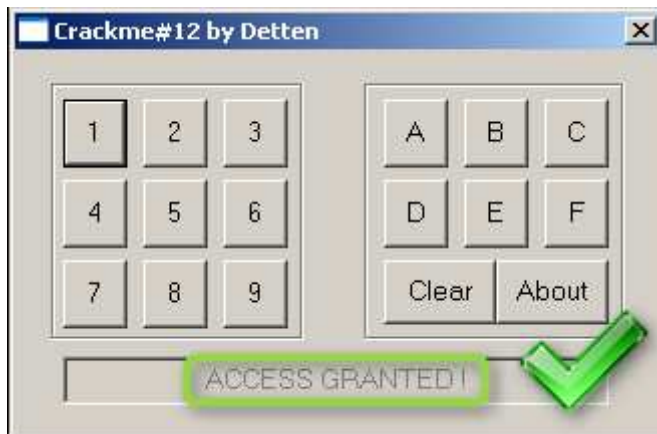 Crackme#12 by Detten
1 2 3 A B C
4 5 6 D E F
7 8 9 Clear About
ACCESS GRANTED!